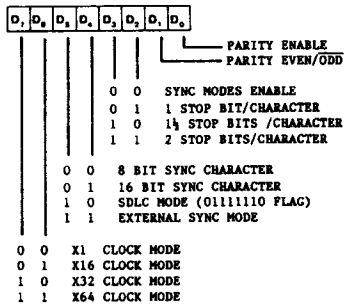 D7 D6 D5 D4 D3 D2 D1 D0
PARITY ENABLE
PARITY EVEN/ODD
0 0 SYNC MODES ENABLE
0 1 1 STOP BIT/CHARACTER
1 0 1½ STOP BITS /CHARACTER
1 1 2 STOP BITS/CHARACTER
0 0 8 BIT SYNC CHARACTER
0 1 16 BIT SYNC CHARACTER
1 0 SDLC MODE (01111110 FLAG)
1 1 EXTERNAL SYNC MODE
0 0 X1 CLOCK MODE
0 1 X16 CLOCK MODE
1 0 X32 CLOCK MODE
1 1 X64 CLOCK MODE